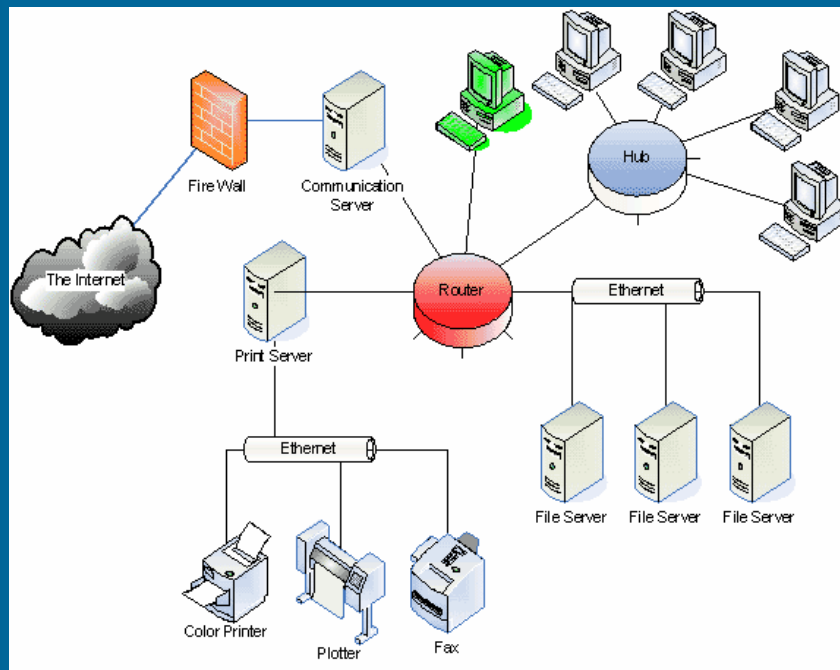 Hub
Fire Wall
Communication
Server
The Internet
Router
Ethernet
Print Server
Ethernet
File Server
File Server
File Server
Color Printer
Plotter
Fax